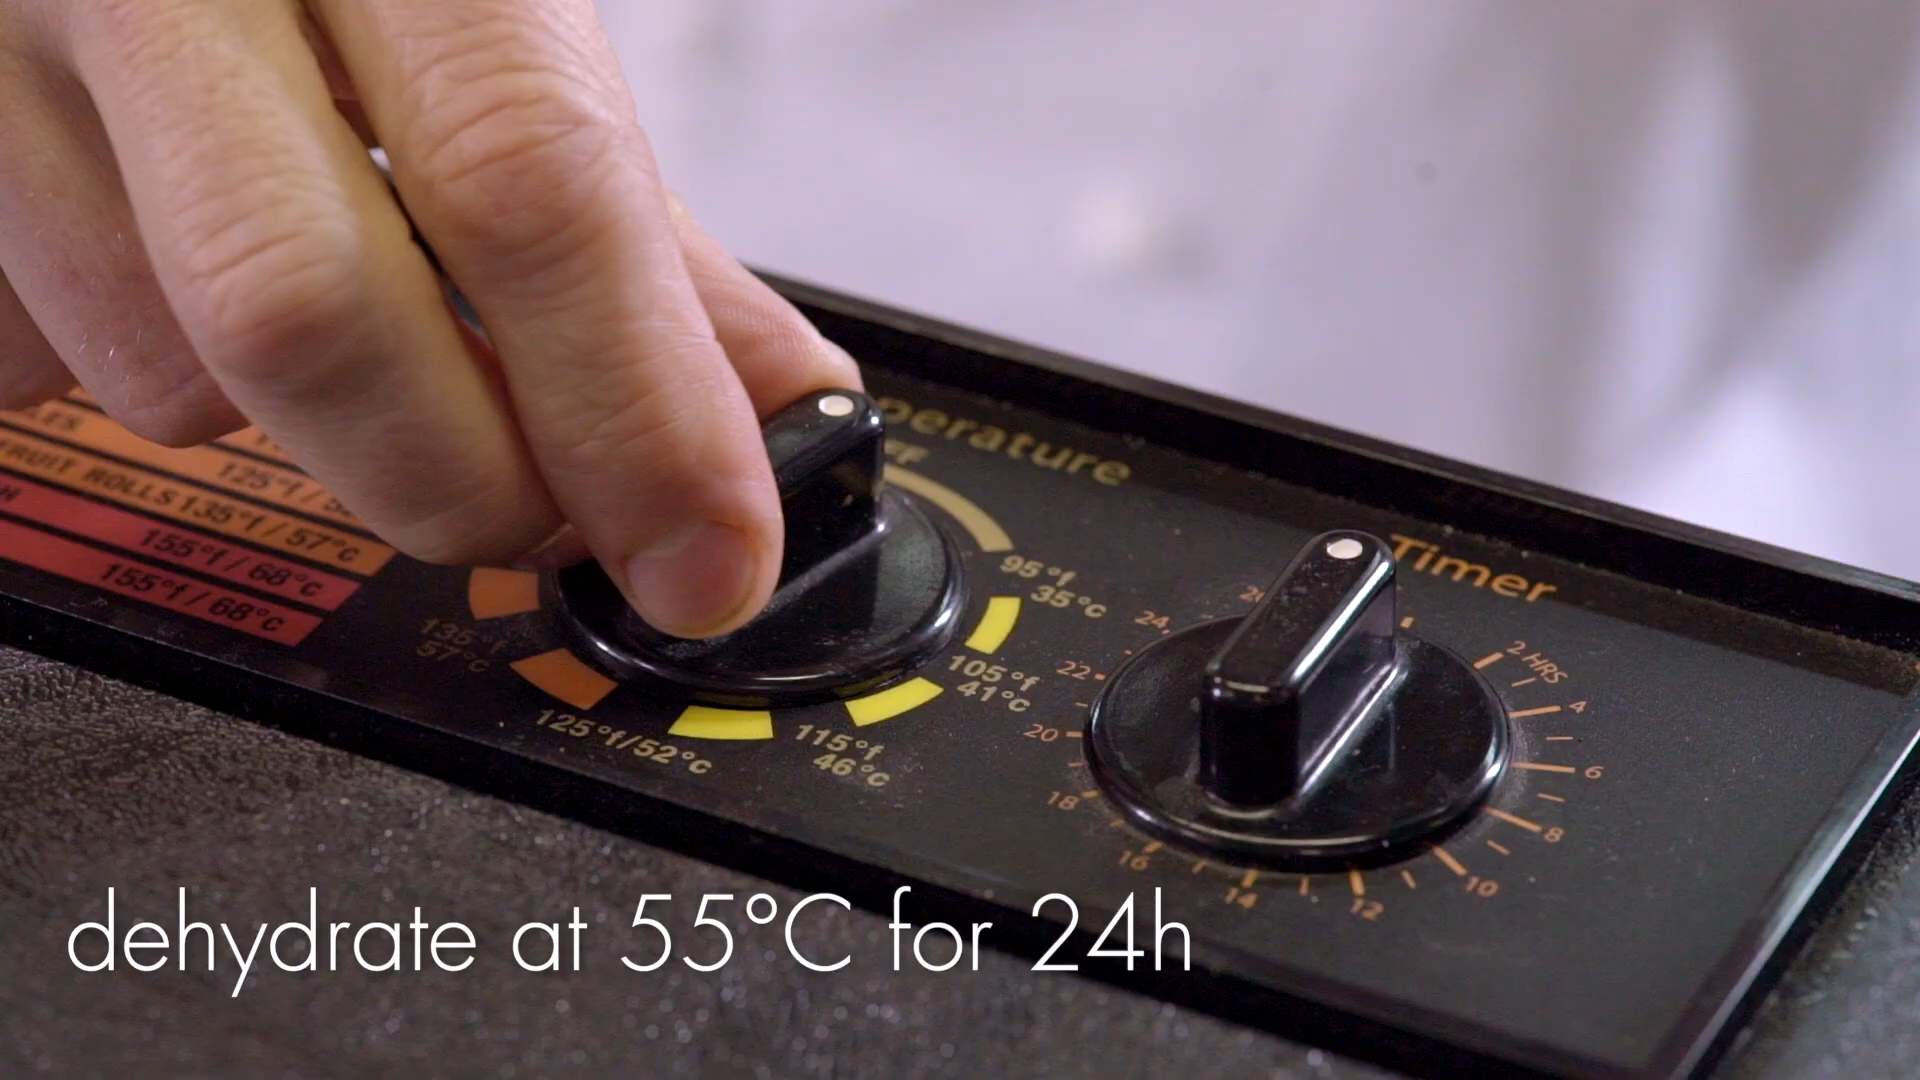 perature
Timer
125°f / 5
FRUIT ROLLS 135°f / 57°c
155°f / 68°c
155°f / 68°c
95°f
35°c
105°f
41°c
115°f
46°c
125°f/52°c
135°f
57°c
2 HRS
4
6
8
10
12
14
16
18
20
22
24
dehydrate at 55°C for 24h